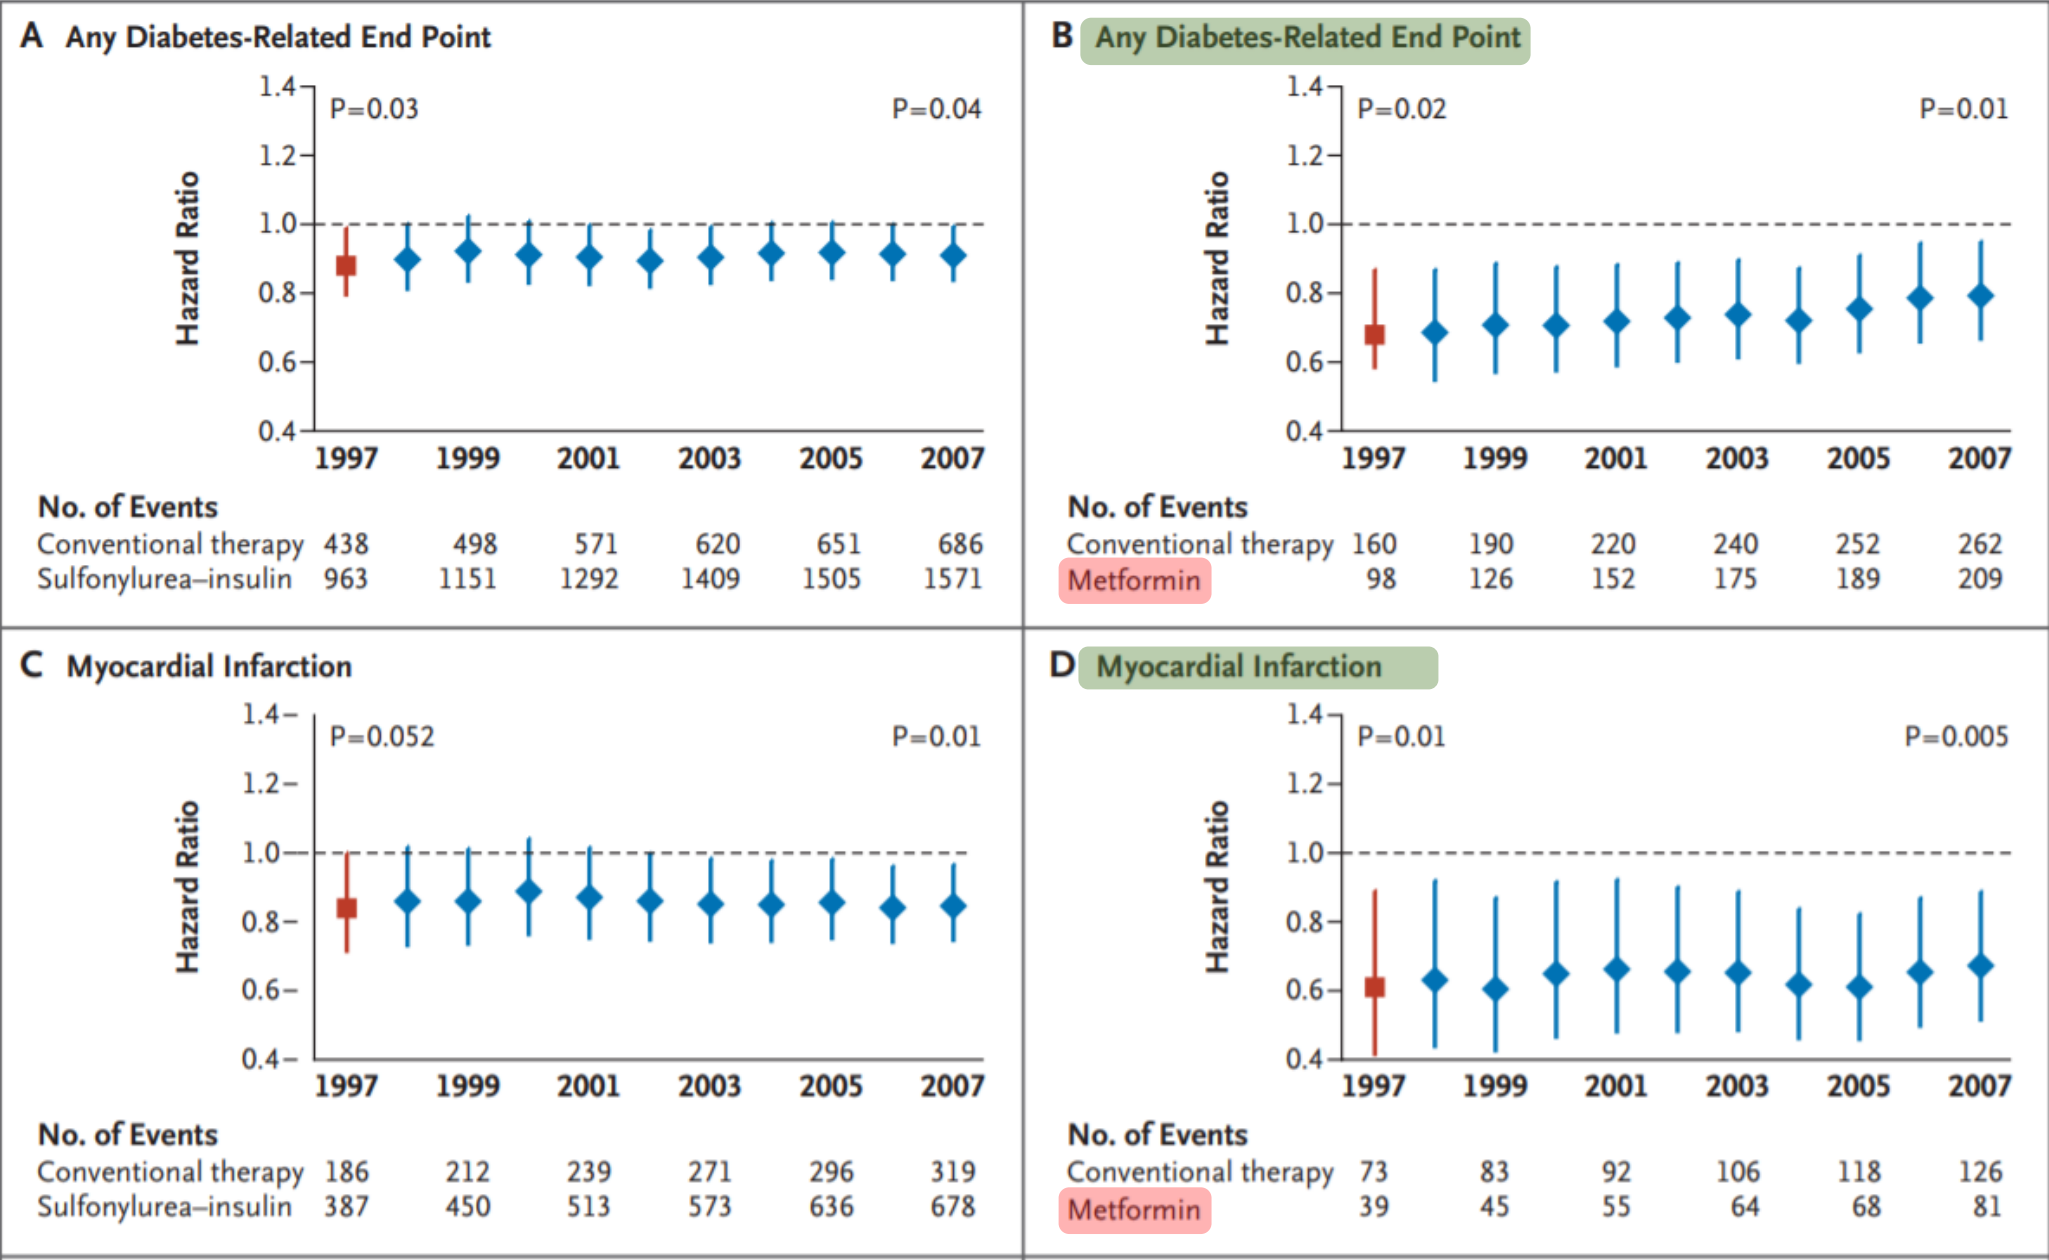 A Any Diabetes-Related End Point
1.4
P=0.03 P=0.04
1.2
1.0
0.8
0.6
0.4
Hazard Ratio
1997 1999 2001 2003 2005 2007
No. of Events
Conventional therapy 438 498 571 620 651 686
Sulfonylurea–insulin 963 1151 1292 1409 1505 1571
B Any Diabetes-Related End Point
1.4
P=0.02 P=0.01
1.2
1.0
0.8
0.6
0.4
Hazard Ratio
1997 1999 2001 2003 2005 2007
No. of Events
Conventional therapy 160 190 220 240 252 262
Metformin 98 126 152 175 189 209
C Myocardial Infarction
1.4
P=0.052 P=0.01
1.2
1.0
0.8
0.6
0.4
Hazard Ratio
1997 1999 2001 2003 2005 2007
No. of Events
Conventional therapy 186 212 239 271 296 319
Sulfonylurea–insulin 387 450 513 573 636 678
D Myocardial Infarction
1.4
P=0.01 P=0.005
1.2
1.0
0.8
0.6
0.4
Hazard Ratio
1997 1999 2001 2003 2005 2007
No. of Events
Conventional therapy 73 83 92 106 118 126
Metformin 39 45 55 64 68 81